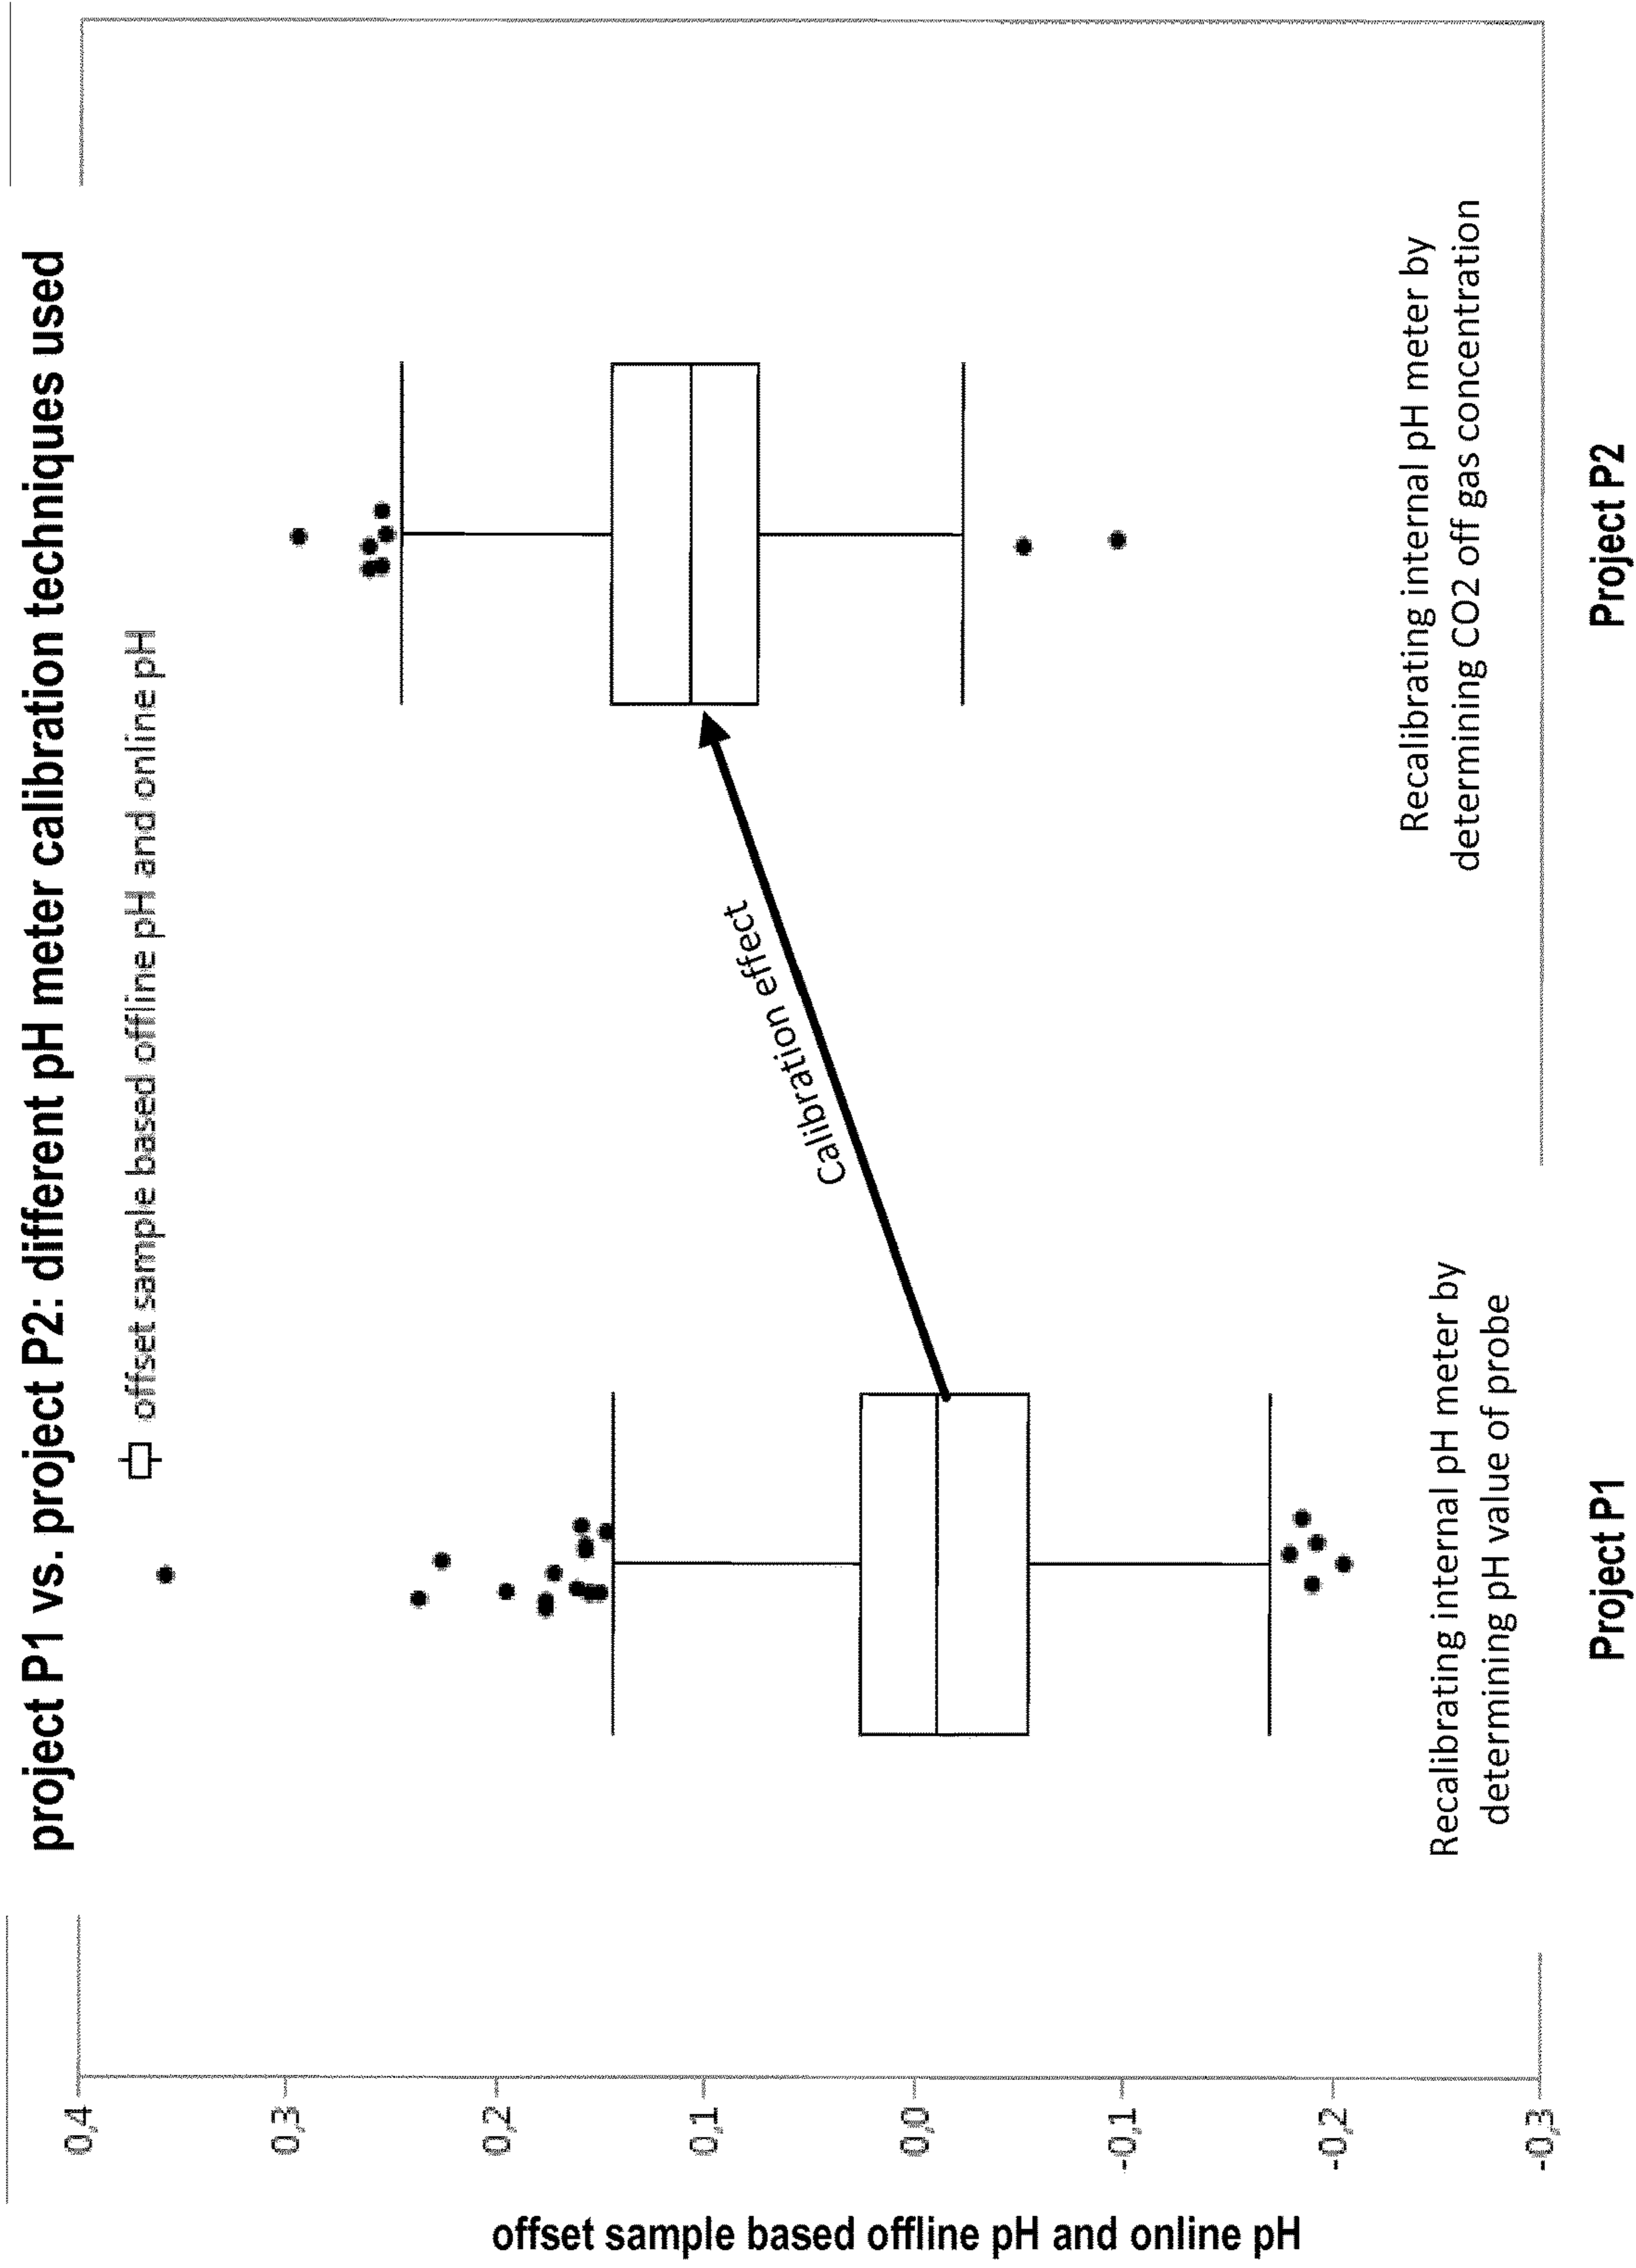 project P1 vs. project P2: different pH meter calibration techniques used
offset sample based offline pH and online pH
0,4
0,3
0,2
0,1
0,0
-0,1
-0,2
-0,3
offset sample based offline pH and online pH
Calibration effect
Recalibrating internal pH meter by
determining pH value of probe
Recalibrating internal pH meter by
determining CO2 off gas concentration
Project P1
Project P2